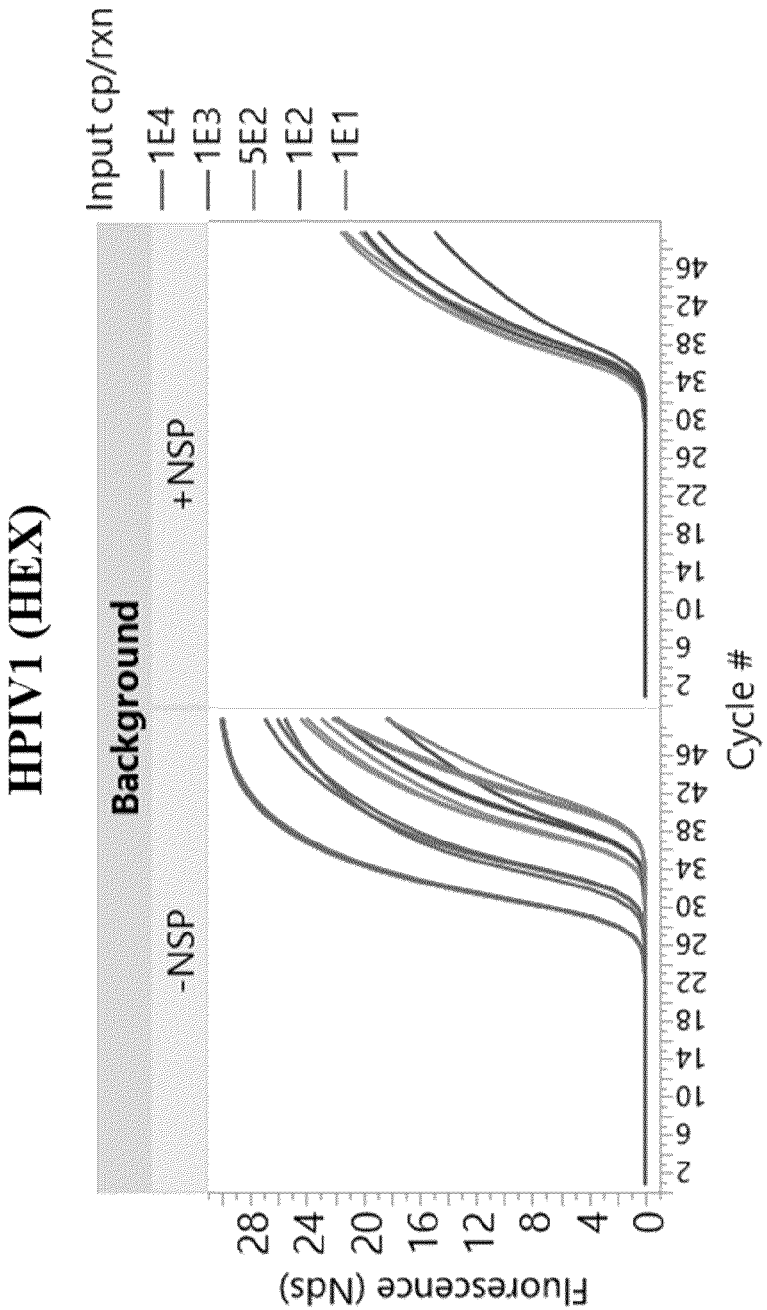 HPIV1 (HEX)
Background
-NSP
+NSP
Input cp/rxn
1E4
1E3
5E2
1E2
1E1
Fluorescence (Nds)
28
24
20
16
12
8
4
0
2 6 10 14 18 22 26 30 34 38 42 46
2 6 10 14 18 22 26 30 34 38 42 46
Cycle #